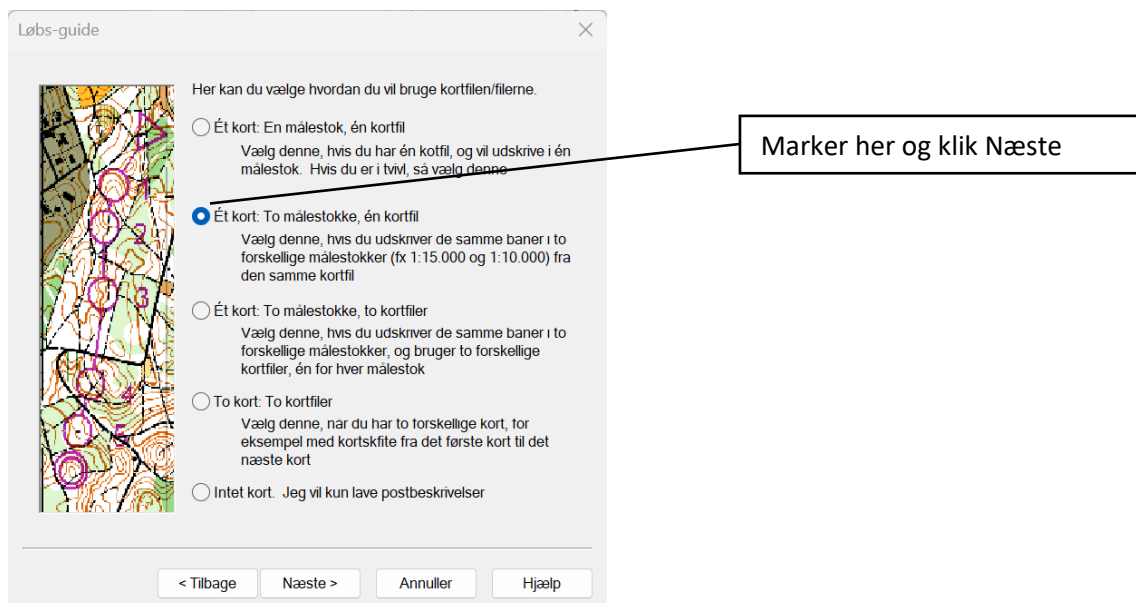 Løbs-guide
Her kan du vælge hvordan du vil bruge kortfilen/filerne.
Ét kort: En målestok, én kortfil
Vælg denne, hvis du har én kotfil, og vil udskrive i én
målestok. Hvis du er i tvivl, så vælg denne
Marker her og klik Næste
Ét kort: To målestokke, én kortfil
Vælg denne, hvis du udskriver de samme baner i to
forskellige målestokker (fx 1:15.000 og 1:10.000) fra
den samme kortfil
Ét kort: To målestokke, to kortfiler
Vælg denne, hvis du udskriver de samme baner i to
forskellige målestokker, og bruger to forskellige
kortfiler, én for hver målestok
To kort: To kortfiler
Vælg denne, når du har to forskellige kort, for
eksempel med kortskfite fra det første kort til det
næste kort
Intet kort. Jeg vil kun lave postbeskrivelser
1
2
3
4
5
< Tilbage
Næste >
Annuller
Hjælp